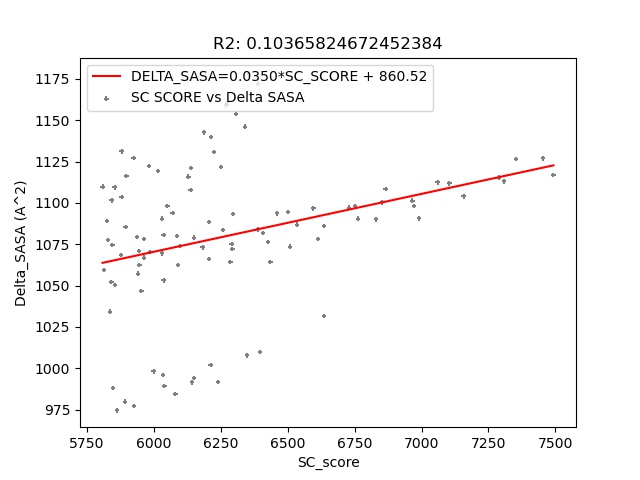 R2: 0.10365824672452384
DELTA_SASA=0.0350*SC_SCORE + 860.52
SC SCORE vs Delta SASA
Delta_SASA (A^2)
1175
1150
1125
1100
1075
1050
1025
1000
975
5750 6000 6250 6500 6750 7000 7250 7500
SC_score